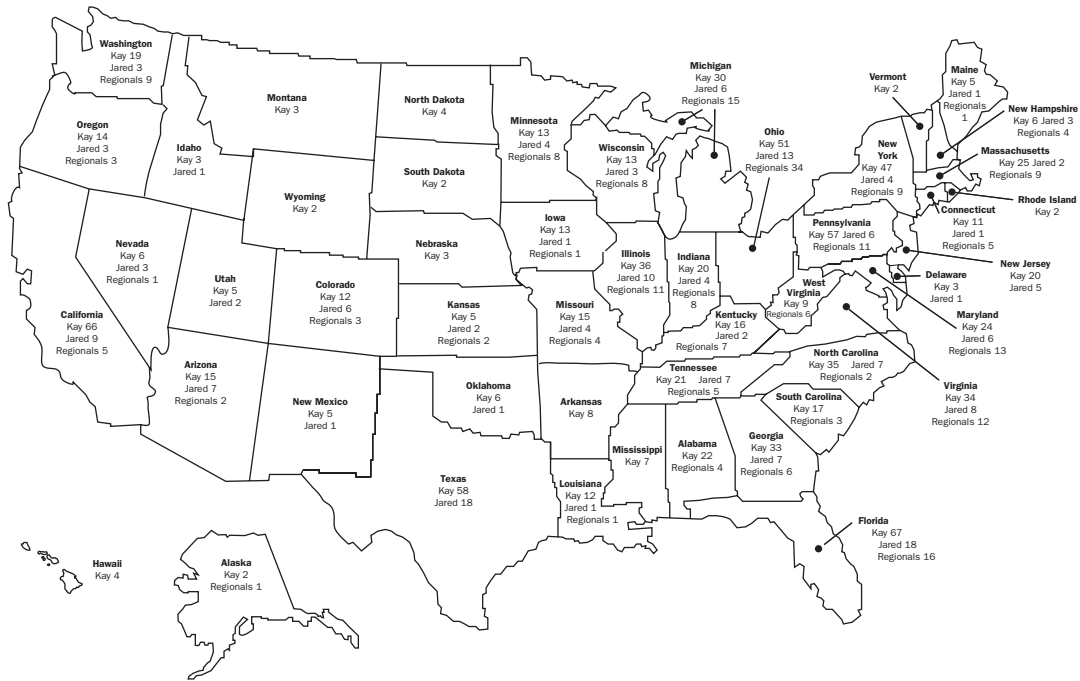 Washington
Kay 19
Jared 3
Regionals 9
Oregon
Kay 14
Jared 3
Regionals 3
California
Kay 66
Jared 9
Regionals 5
Nevada
Kay 6
Jared 3
Regionals 1
Idaho
Kay 3
Jared 1
Montana
Kay 3
Wyoming
Kay 2
Utah
Kay 5
Jared 2
Colorado
Kay 12
Jared 6
Regionals 3
Arizona
Kay 15
Jared 7
Regionals 2
New Mexico
Kay 5
Jared 1
North Dakota
Kay 4
South Dakota
Kay 2
Nebraska
Kay 3
Kansas
Kay 5
Jared 2
Regionals 2
Oklahoma
Kay 6
Jared 1
Texas
Kay 58
Jared 18
Minnesota
Kay 13
Jared 4
Regionals 8
Iowa
Kay 13
Jared 1
Regionals 1
Missouri
Kay 15
Jared 4
Regionals 4
Arkansas
Kay 8
Louisiana
Kay 12
Jared 1
Regionals 1
Wisconsin
Kay 13
Jared 3
Regionals 8
Illinois
Kay 36
Jared 10
Regionals 11
Michigan
Kay 30
Jared 6
Regionals 15
Indiana
Kay 20
Jared 4
Regionals
8
Ohio
Kay 51
Jared 13
Regionals 34
Kentucky
Kay 16
Jared 2
Regionals 7
Tennessee
Kay 21 Jared 7
Regionals 5
Mississippi
Kay 7
Alabama
Kay 22
Regionals 4
Georgia
Kay 33
Jared 7
Regionals 6
Florida
Kay 67
Jared 18
Regionals 16
South Carolina
Kay 17
Regionals 3
North Carolina
Kay 35 Jared 7
Regionals 2
Virginia
Kay 34
Jared 8
Regionals 12
West
Virginia
Kay 9
Regionals 6
Maryland
Kay 24
Jared 6
Regionals 13
Delaware
Kay 3
Jared 1
New Jersey
Kay 20
Jared 5
Pennsylvania
Kay 57 Jared 6
Regionals 11
New
York
Kay 47
Jared 4
Regionals 9
Connecticut
Kay 11
Jared 1
Regionals 5
Rhode Island
Kay 2
Massachusetts
Kay 25 Jared 2
Regionals 9
New Hampshire
Kay 6 Jared 3
Regionals 4
Vermont
Kay 2
Maine
Kay 5
Jared 1
Regionals
1
Hawaii
Kay 4
Alaska
Kay 2
Regionals 1